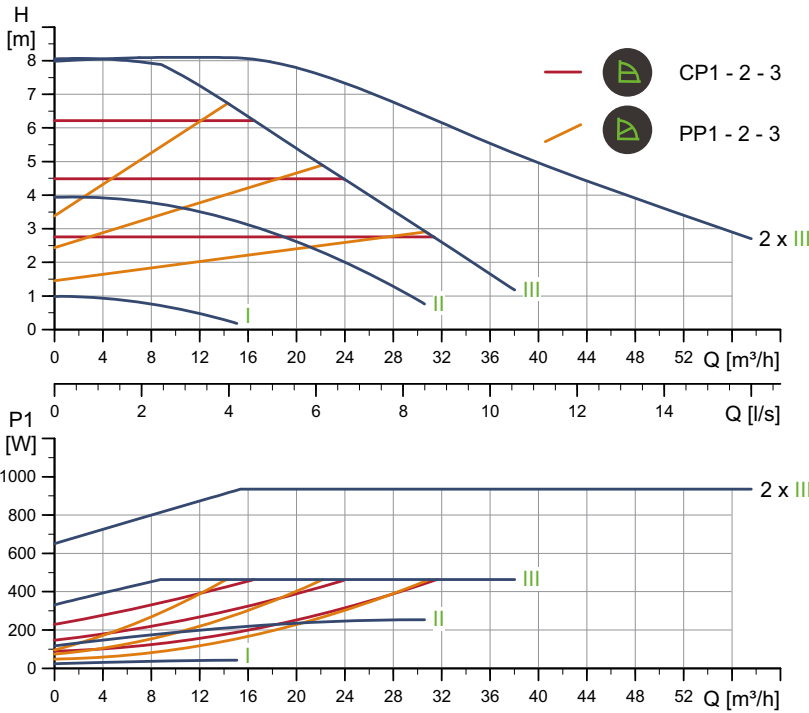 H
[m]
8
7
6
5
4
3
2
1
0
CP1 - 2 - 3
PP1 - 2 - 3
2 x III
III
II
I
0 4 8 12 16 20 24 28 32 36 40 44 48 52 Q [m³/h]
0 2 4 6 8 10 12 14 Q [l/s]
P1
[W]
1000
800
600
400
200
0
2 x III
III
II
I
0 4 8 12 16 20 24 28 32 36 40 44 48 52 Q [m³/h]